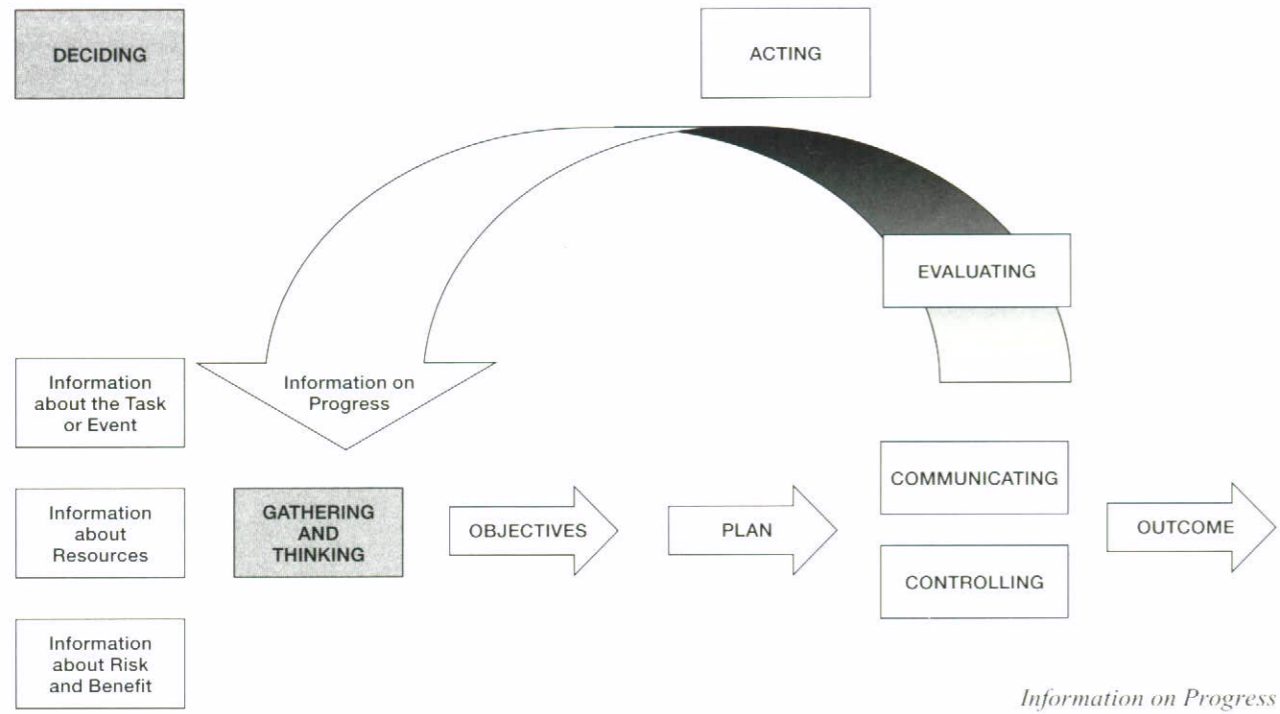 DECIDING
ACTING
EVALUATING
Information
about the Task
or Event
Information on
Progress
COMMUNICATING
Information
about
Resources
GATHERING
AND
THINKING
OBJECTIVES
PLAN
OUTCOME
CONTROLLING
Information
about Risk
and Benefit
Information on Progress